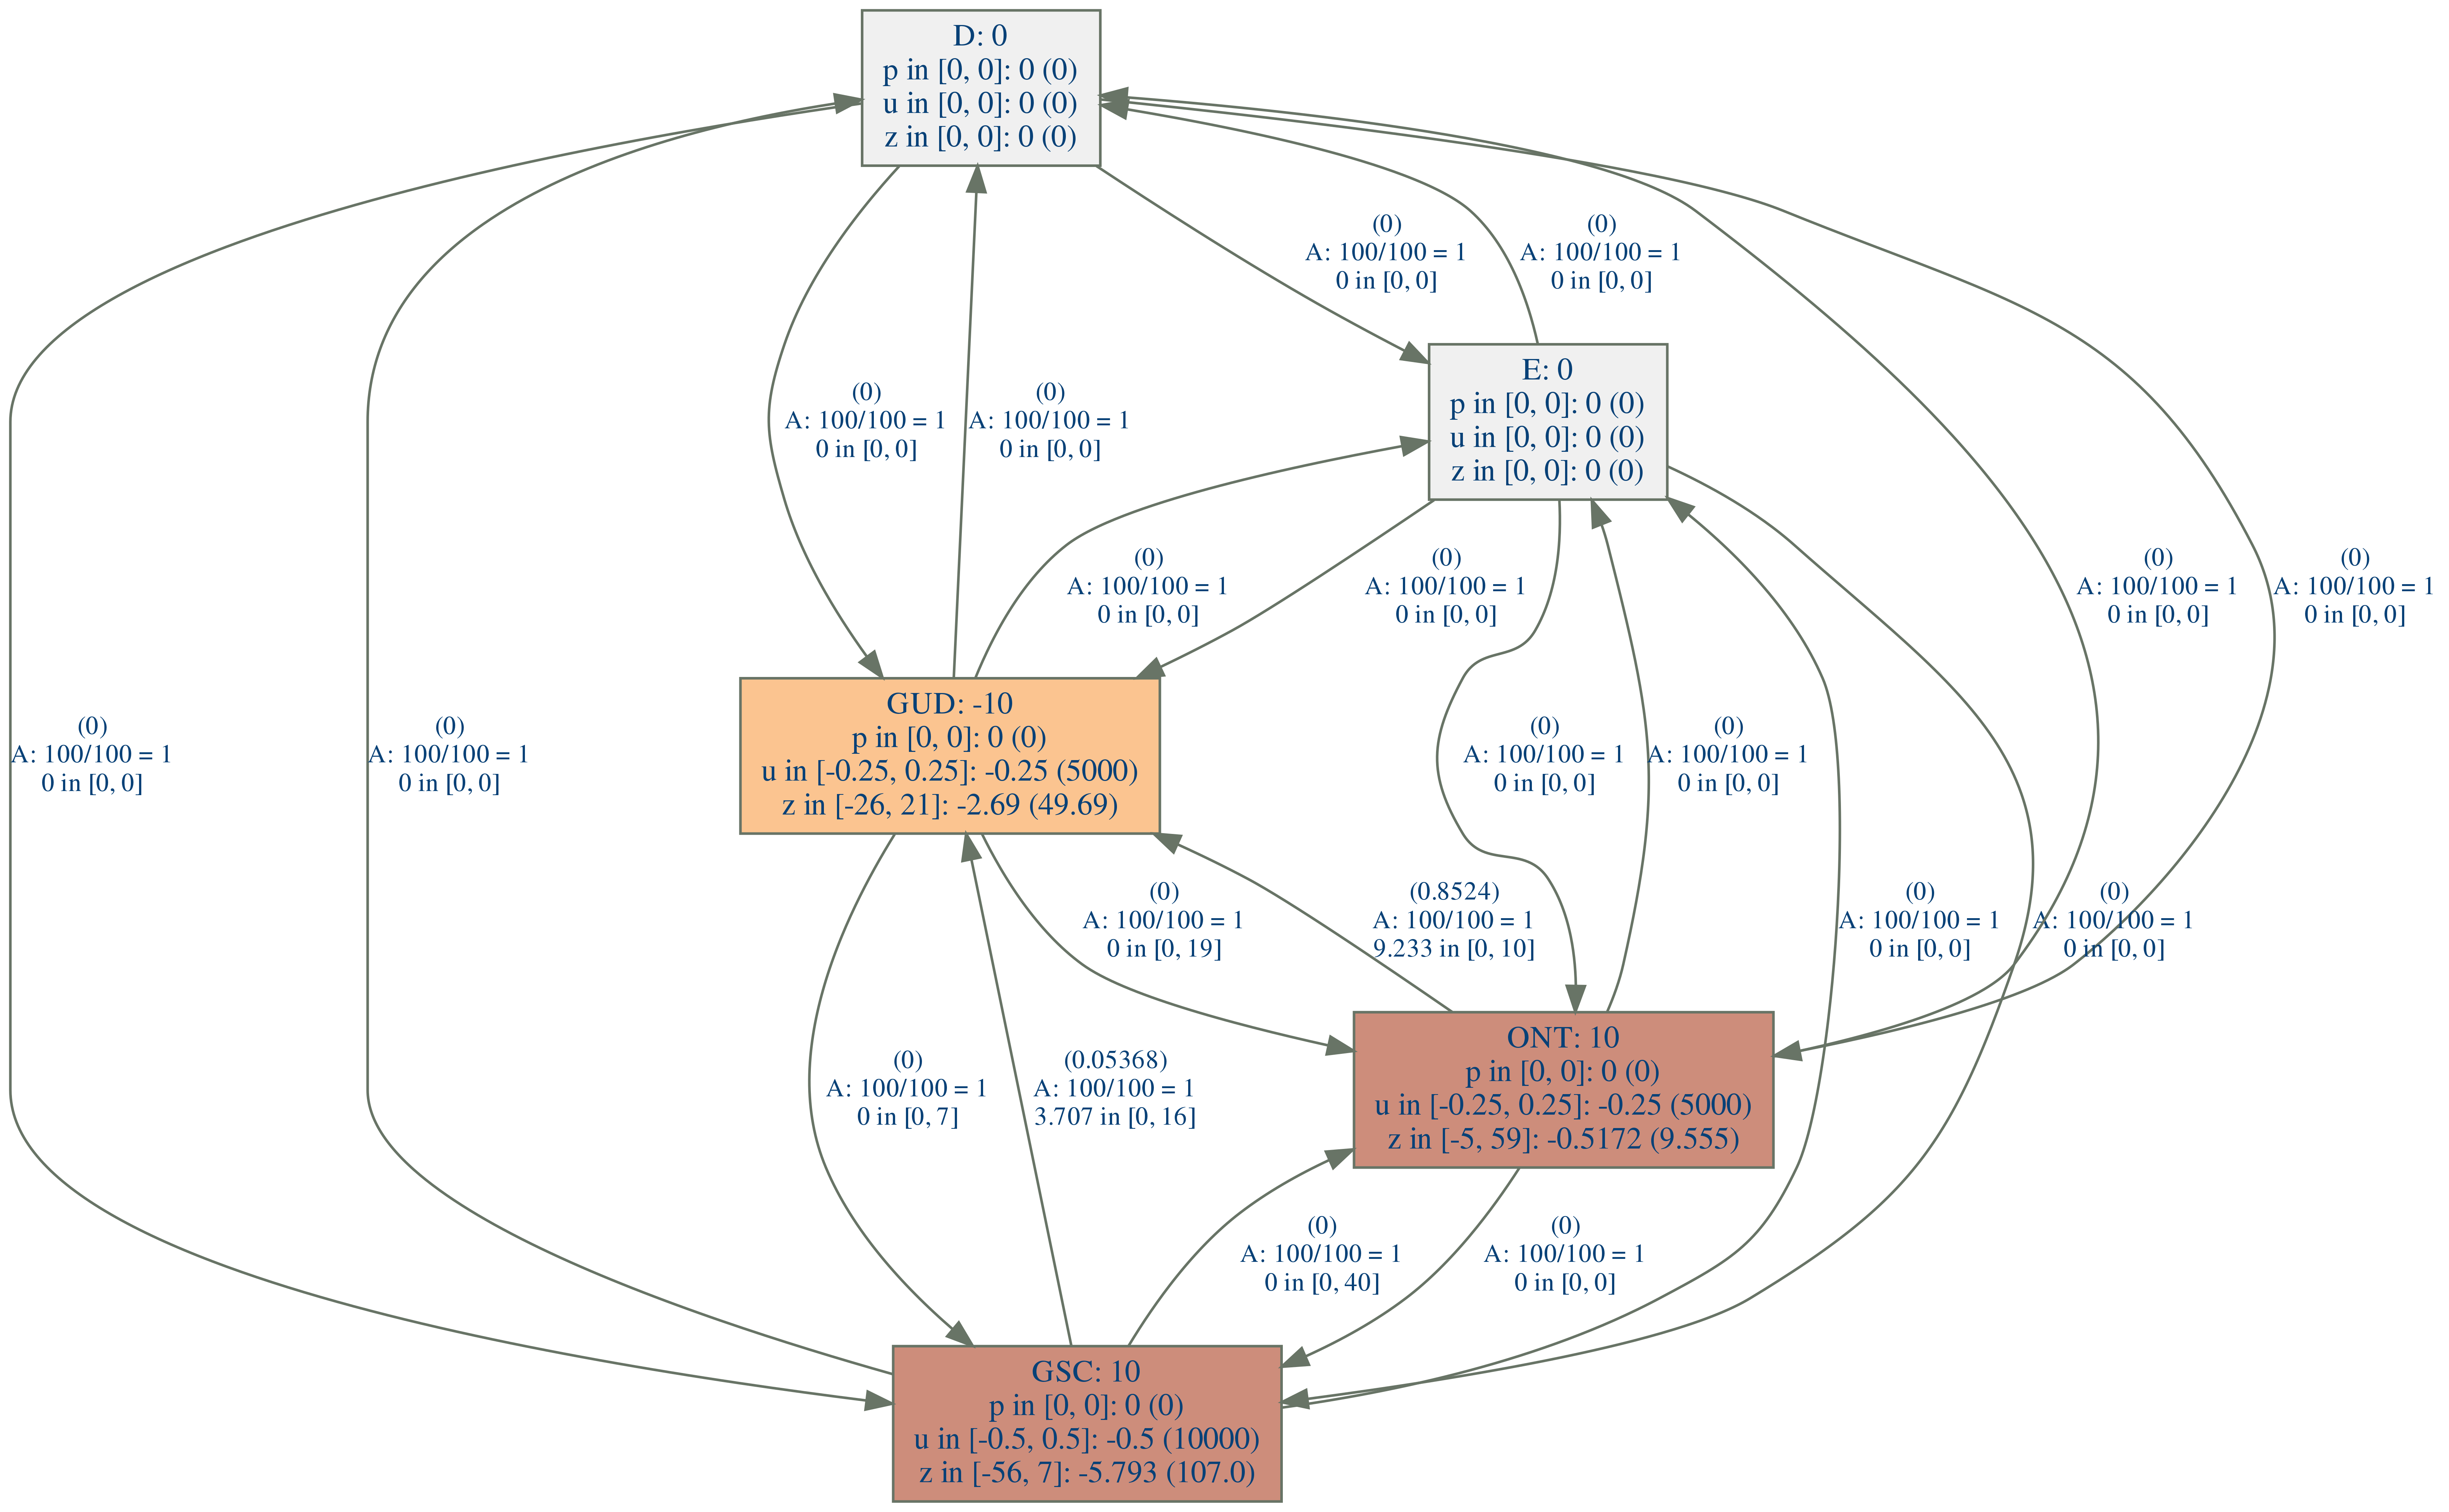 D: 0
p in [0, 0]: 0 (0)
u in [0, 0]: 0 (0)
z in [0, 0]: 0 (0)
(0)
A: 100/100 = 1
0 in [0, 0]
(0)
A: 100/100 = 1
0 in [0, 0]
E: 0
p in [0, 0]: 0 (0)
u in [0, 0]: 0 (0)
z in [0, 0]: 0 (0)
(0)
A: 100/100 = 1
0 in [0, 0]
(0)
A: 100/100 = 1
0 in [0, 0]
(0)
A: 100/100 = 1
0 in [0, 0]
(0)
A: 100/100 = 1
0 in [0, 0]
(0)
A: 100/100 = 1
0 in [0, 0]
(0)
A: 100/100 = 1
0 in [0, 0]
(0)
A: 100/100 = 1
0 in [0, 0]
(0)
A: 100/100 = 1
0 in [0, 0]
GUD: -10
p in [0, 0]: 0 (0)
u in [-0.25, 0.25]: -0.25 (5000)
z in [-26, 21]: -2.69 (49.69)
(0)
A: 100/100 = 1
0 in [0, 0]
(0)
A: 100/100 = 1
0 in [0, 0]
(0)
A: 100/100 = 1
0 in [0, 19]
(0.8524)
A: 100/100 = 1
9.233 in [0, 10]
(0)
A: 100/100 = 1
0 in [0, 0]
(0)
A: 100/100 = 1
0 in [0, 0]
ONT: 10
p in [0, 0]: 0 (0)
u in [-0.25, 0.25]: -0.25 (5000)
z in [-5, 59]: -0.5172 (9.555)
(0)
A: 100/100 = 1
0 in [0, 7]
(0.05368)
A: 100/100 = 1
3.707 in [0, 16]
(0)
A: 100/100 = 1
0 in [0, 40]
(0)
A: 100/100 = 1
0 in [0, 0]
GSC: 10
p in [0, 0]: 0 (0)
u in [-0.5, 0.5]: -0.5 (10000)
z in [-56, 7]: -5.793 (107.0)